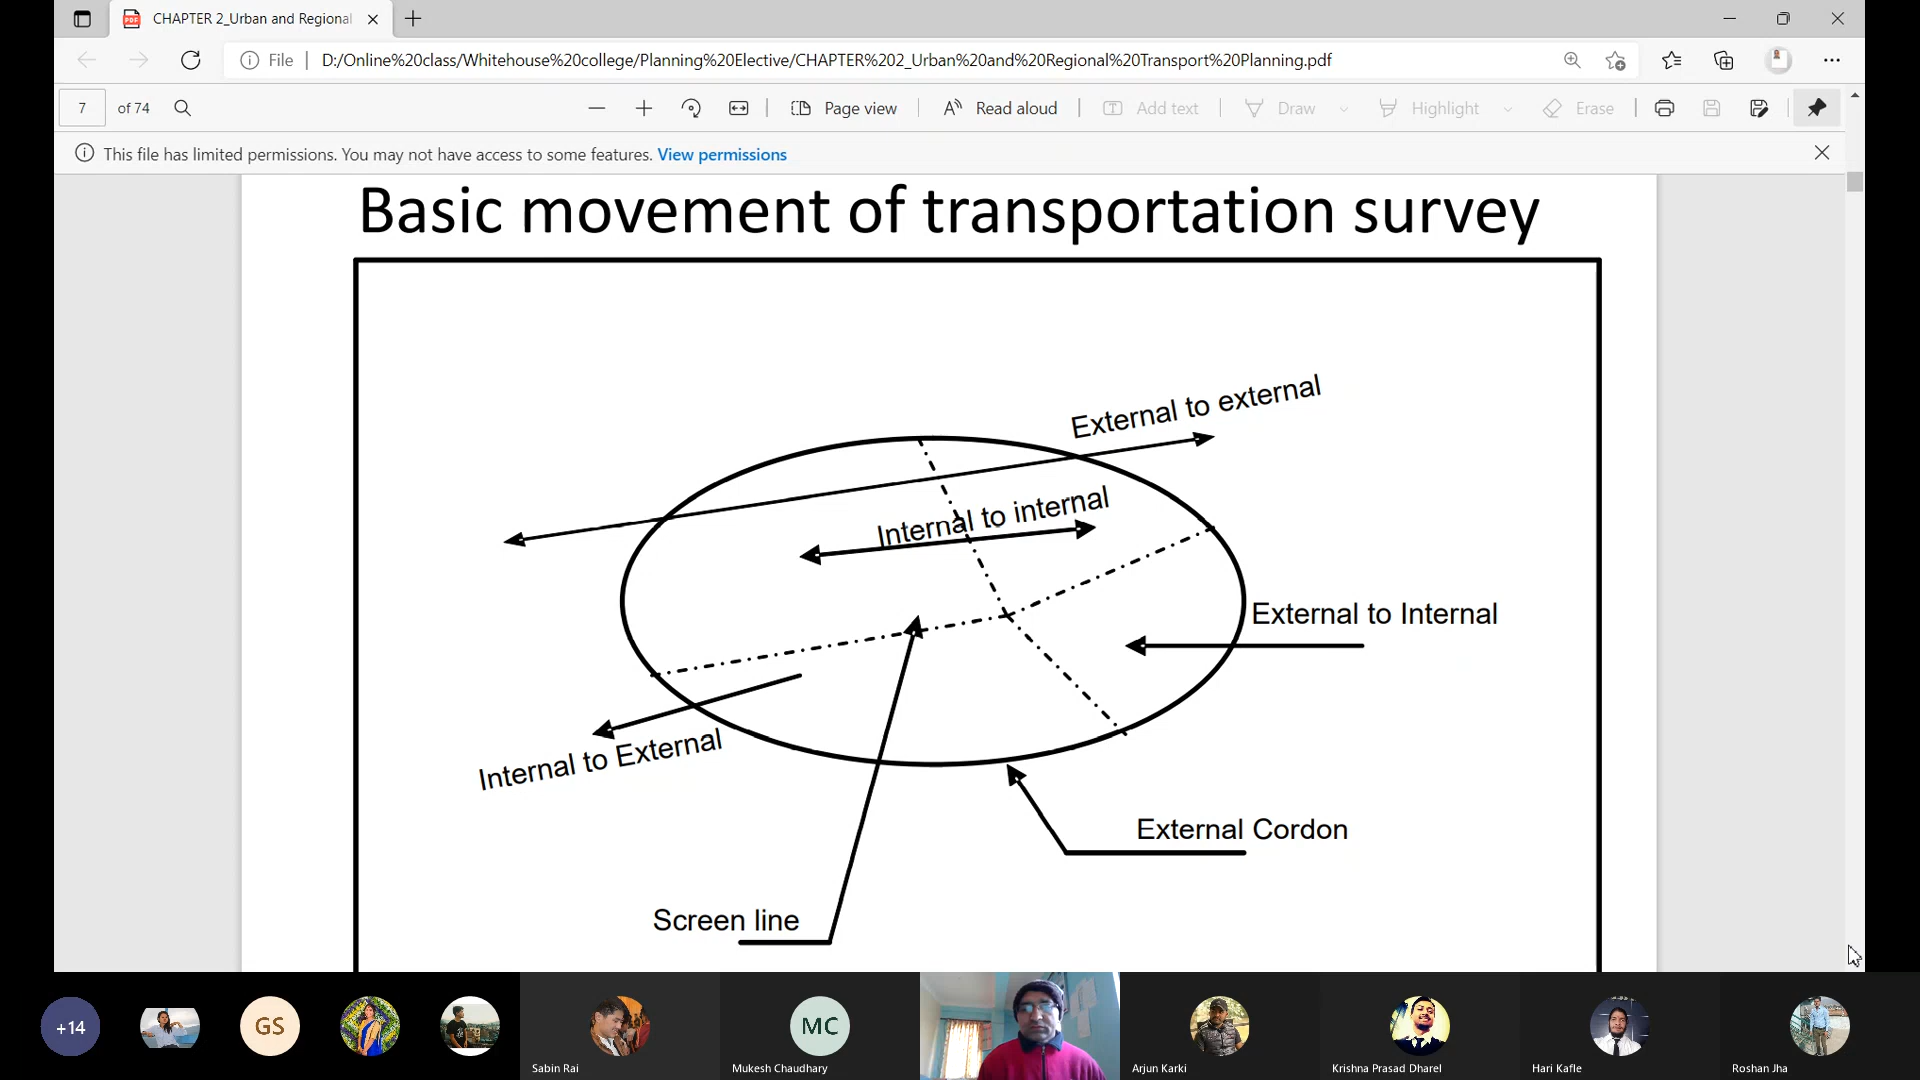 CHAPTER 2_Urban and Regional
File
D:/Online%20class/Whitehouse%20college/Planning%20Elective/CHAPTER%202_Urban%20and%20Regional%20Transport%20Planning.pdf
7 of 74
Page view
Read aloud
Add text
Draw
Highlight
Erase
This file has limited permissions. You may not have access to some features. View permissions
Basic movement of transportation survey
External to external
Internal to internal
External to Internal
Internal to External
External Cordon
Screen line
+14
GS
MC
Sabin Rai
Mukesh Chaudhary
Arjun Karki
Krishna Prasad Dharel
Hari Kafle
Roshan Jha